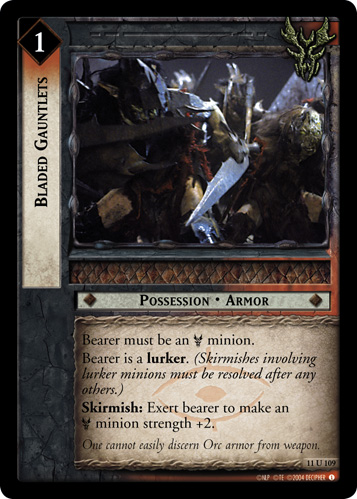 1
Bladed Gauntlets
Possession • Armor
Bearer must be an minion.
Bearer is a lurker. (Skirmishes involving
lurker minions must be resolved after any
others.)
Skirmish: Exert bearer to make an
minion strength +2.
One cannot easily discern Orc armor from weapon.
11 U 109
©NLP ©TE ©2004 DECIPHER